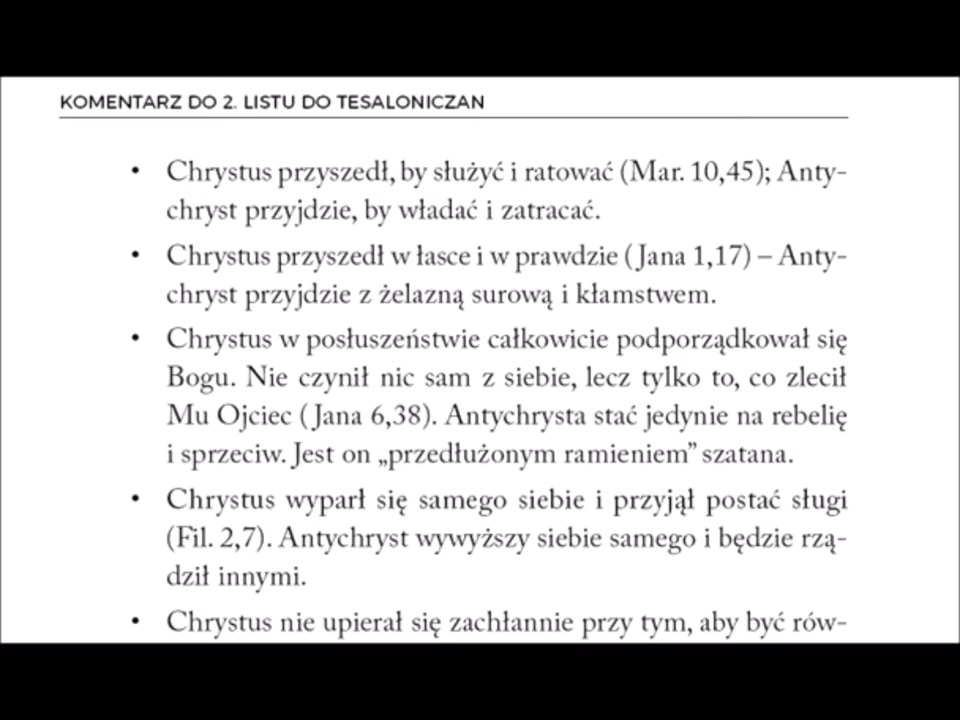 KOMENTARZ DO 2. LISTU DO TESALONICZAN
• Chrystus przyszedł, by służyć i ratować (Mar. 10,45); Anty-
chryst przyjdzie, by władać i zatracać.
• Chrystus przyszedł w łasce i w prawdzie (Jana 1,17) – Anty-
chryst przyjdzie z żelazną surową i kłamstwem.
• Chrystus w posłuszeństwie całkowicie podporządkował się
Bogu. Nie czynił nic sam z siebie, lecz tylko to, co zlecił
Mu Ojciec (Jana 6,38). Antychrysta stać jedynie na rebelię
i sprzeciw. Jest on „przedłużonym ramieniem” szatana.
• Chrystus wyparł się samego siebie i przyjął postać sługi
(Fil. 2,7). Antychryst wywyższy siebie samego i będzie rzą-
dził innymi.
• Chrystus nie upierał się zachłannie przy tym, aby być rów-